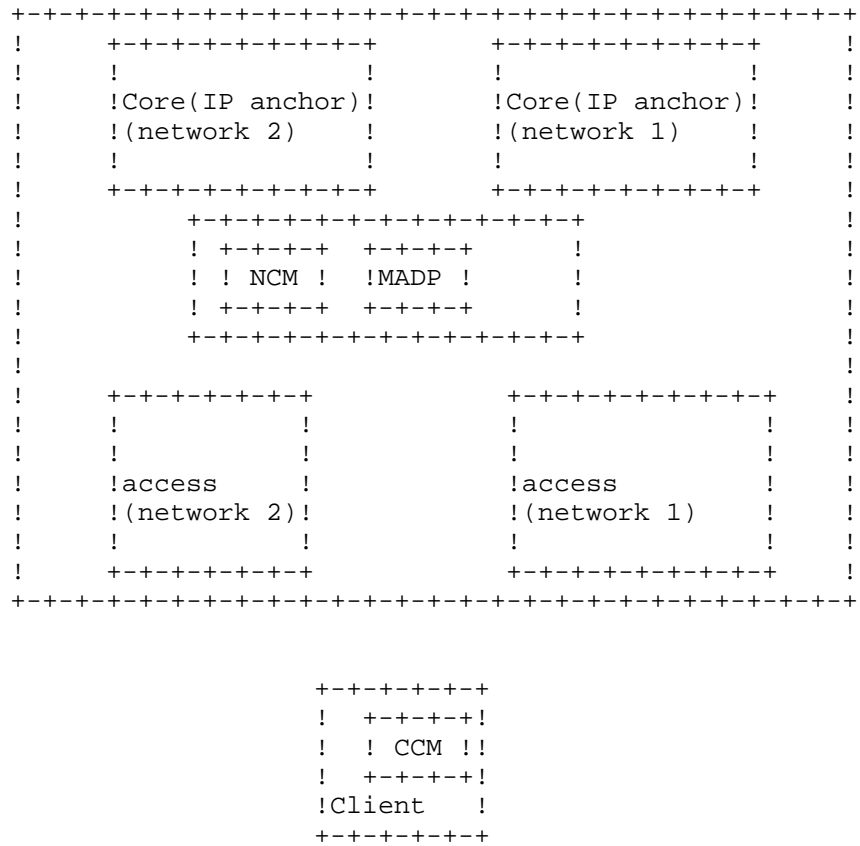 +-+-+-+-+-+-+-+-+-+-+-+-+-+-+-+-+-+-+-+-+-+-+-+-+-+-+
!     +-+-+-+-+-+-+-+-+       +-+-+-+-+-+-+-+-+     !
!     !               !       !               !     !
!     !Core(IP anchor)!       !Core(IP anchor)!     !
!     !(network 2)    !       !(network 1)    !     !
!     !               !       !               !     !
!     +-+-+-+-+-+-+-+-+       +-+-+-+-+-+-+-+-+     !
!          +-+-+-+-+-+-+-+-+-+-+-+-+                !
!          ! +-+-+-+  +-+-+-+      !                !
!          ! ! NCM !  !MADP !      !                !
!          ! +-+-+-+  +-+-+-+      !                !
!          +-+-+-+-+-+-+-+-+-+-+-+-+                !
!                                                   !
!     +-+-+-+-+-+-+            +-+-+-+-+-+-+-+-+    !
!     !           !            !               !    !
!     !           !            !               !    !
!     !access     !            !access         !    !
!     !(network 2)!            !(network 1)    !    !
!     !           !            !               !    !
!     +-+-+-+-+-+-+            +-+-+-+-+-+-+-+-+    !
+-+-+-+-+-+-+-+-+-+-+-+-+-+-+-+-+-+-+-+-+-+-+-+-+-+-+
+-+-+-+-+-+
!  +-+-+-+!
!  ! CCM !!
!  +-+-+-+!
!Client   !
+-+-+-+-+-+